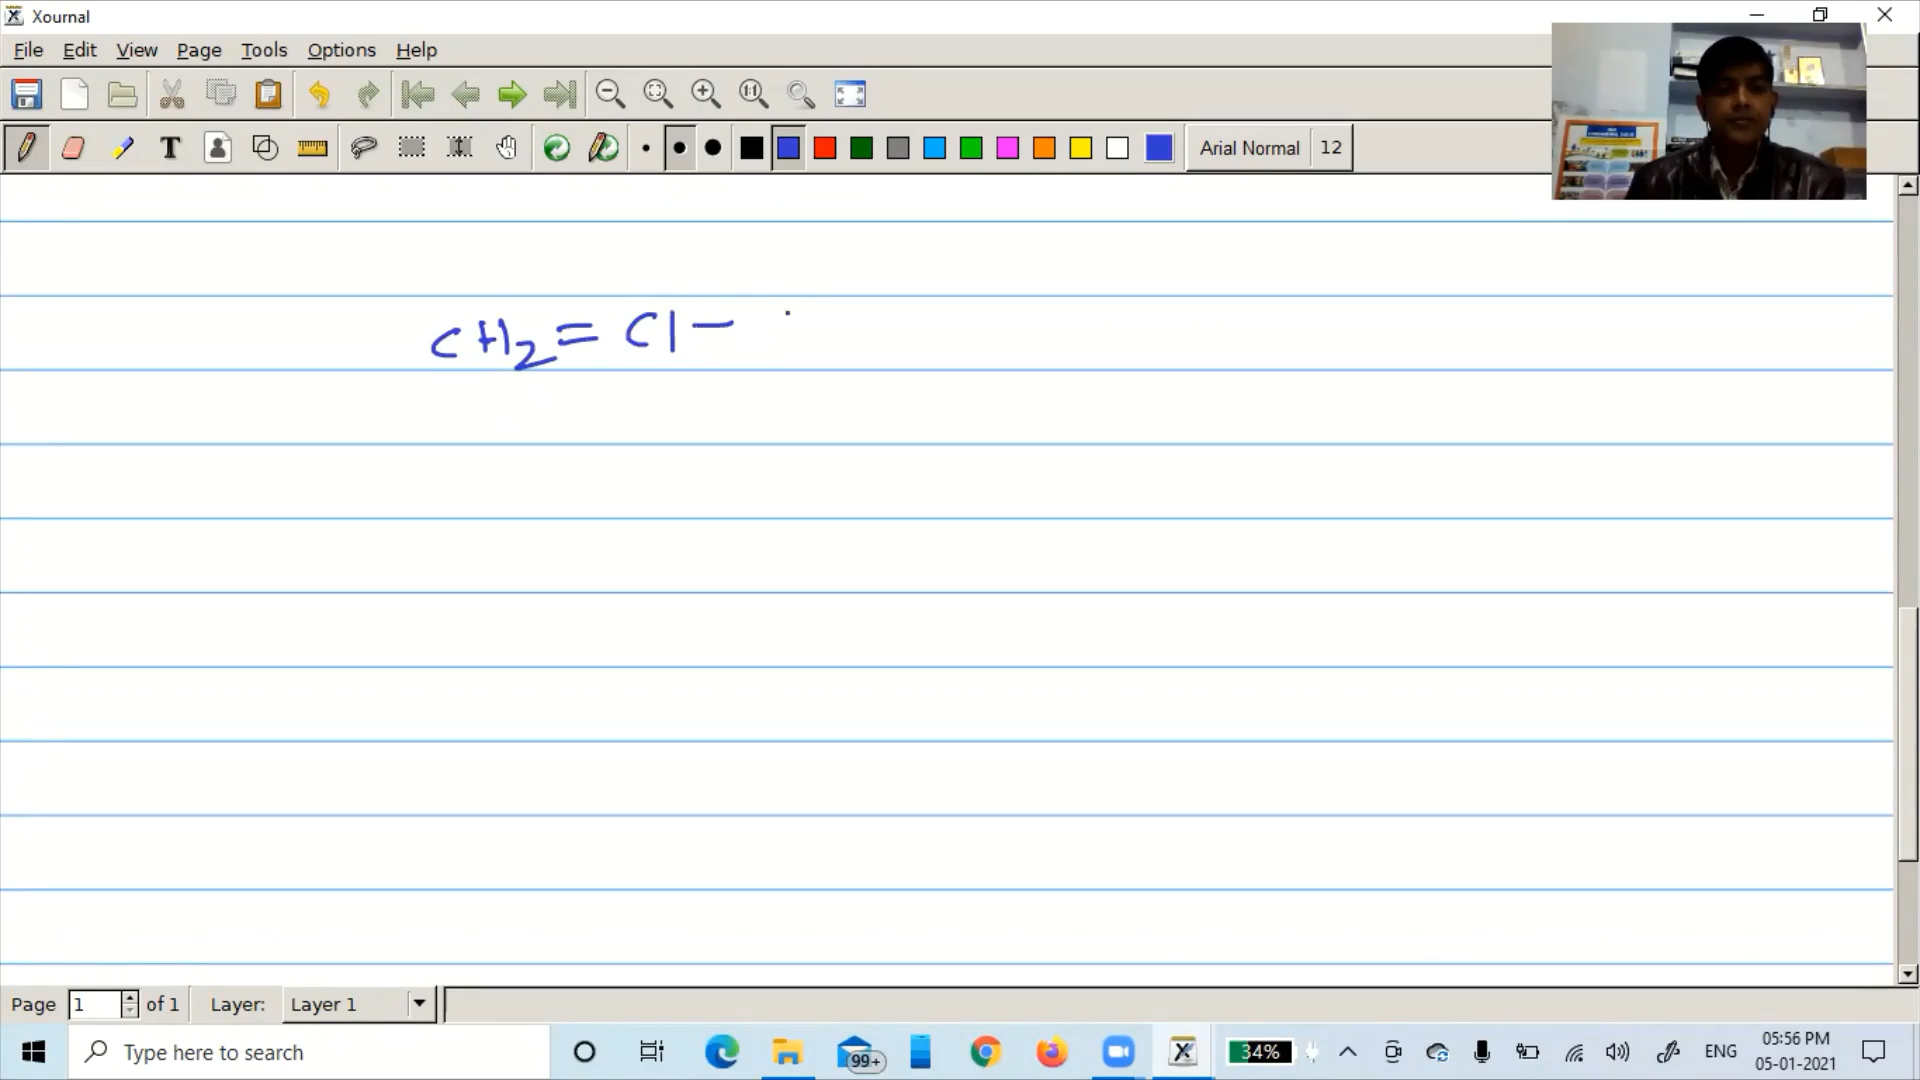 Xournal
File Edit View Page Tools Options Help
T Arial Normal 12
CH2 = Cl –
Page 1 of 1 Layer: Layer 1
Type here to search 99+ 34% ENG 05:56 PM
05-01-2021